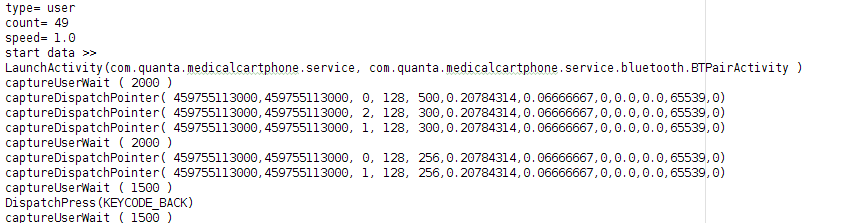 type= user
count= 49
speed= 1.0
start data >>
LaunchActivity(com.quanta.medicalcartphone.service, com.quanta.medicalcartphone.service.bluetooth.BTPairActivity )
captureUserWait ( 2000 )
captureDispatchPointer( 459755113000,459755113000, 0, 128, 500,0.20784314,0.06666667,0,0.0,0.0,65539,0)
captureDispatchPointer( 459755113000,459755113000, 2, 128, 300,0.20784314,0.06666667,0,0.0,0.0,65539,0)
captureDispatchPointer( 459755113000,459755113000, 1, 128, 300,0.20784314,0.06666667,0,0.0,0.0,65539,0)
captureUserWait ( 2000 )
captureDispatchPointer( 459755113000,459755113000, 0, 128, 256,0.20784314,0.06666667,0,0.0,0.0,65539,0)
captureDispatchPointer( 459755113000,459755113000, 1, 128, 256,0.20784314,0.06666667,0,0.0,0.0,65539,0)
captureUserWait ( 1500 )
DispatchPress(KEYCODE_BACK)
captureUserWait ( 1500 )